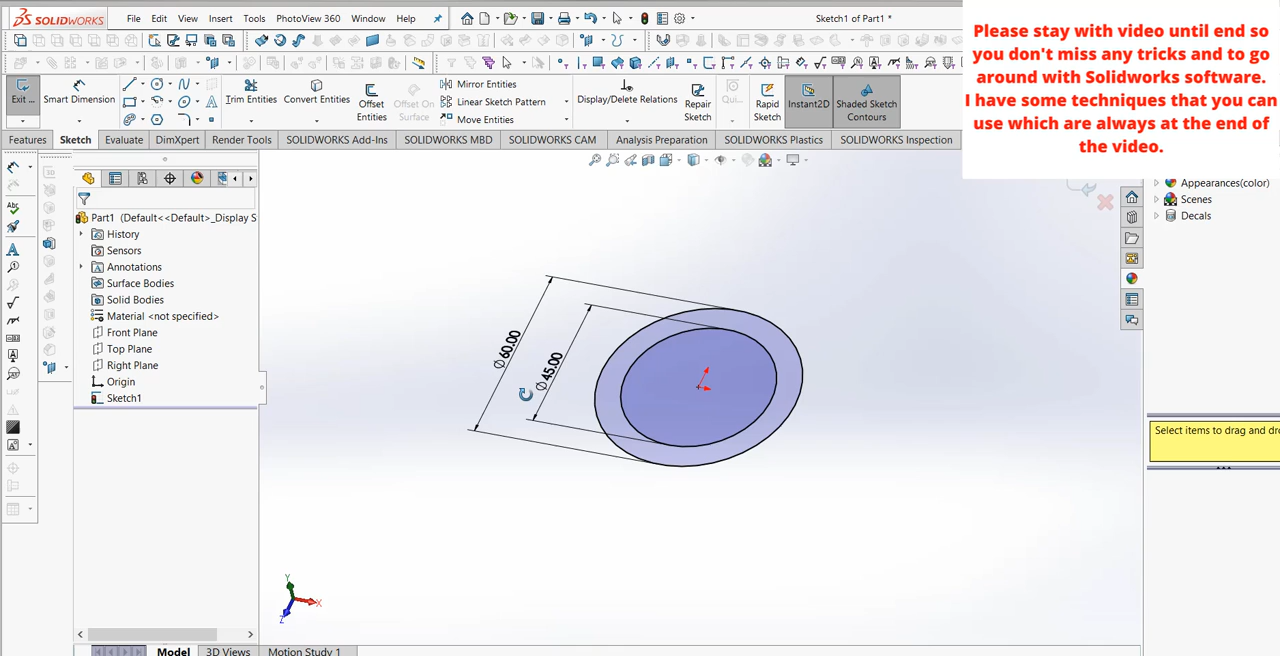 SOLIDWORKS File Edit View Insert Tools PhotoView 360 Window Help Sketch1 of Part1 *
Please stay with video until end so
you don't miss any tricks and to go
around with Solidworks software.
I have some techniques that you can
use which are always at the end of
the video.
Exit ... Smart Dimension Trim Entities Convert Entities Offset Entities Offset On Surface Mirror Entities Linear Sketch Pattern Move Entities Display/Delete Relations Repair Sketch Qui... Rapid Sketch Instant2D Shaded Sketch Contours
Features Sketch Evaluate DimXpert Render Tools SOLIDWORKS Add-Ins SOLIDWORKS MBD SOLIDWORKS CAM Analysis Preparation SOLIDWORKS Plastics SOLIDWORKS Inspection
Part1 (Default<<Default>_Display S
History
Sensors
Annotations
Surface Bodies
Solid Bodies
Material <not specified>
Front Plane
Top Plane
Right Plane
Origin
Sketch1
Ø60.00
Ø45.00
Y
X
Z
Appearances(color)
Scenes
Decals
Select items to drag and dro
Model 3D Views Motion Study 1